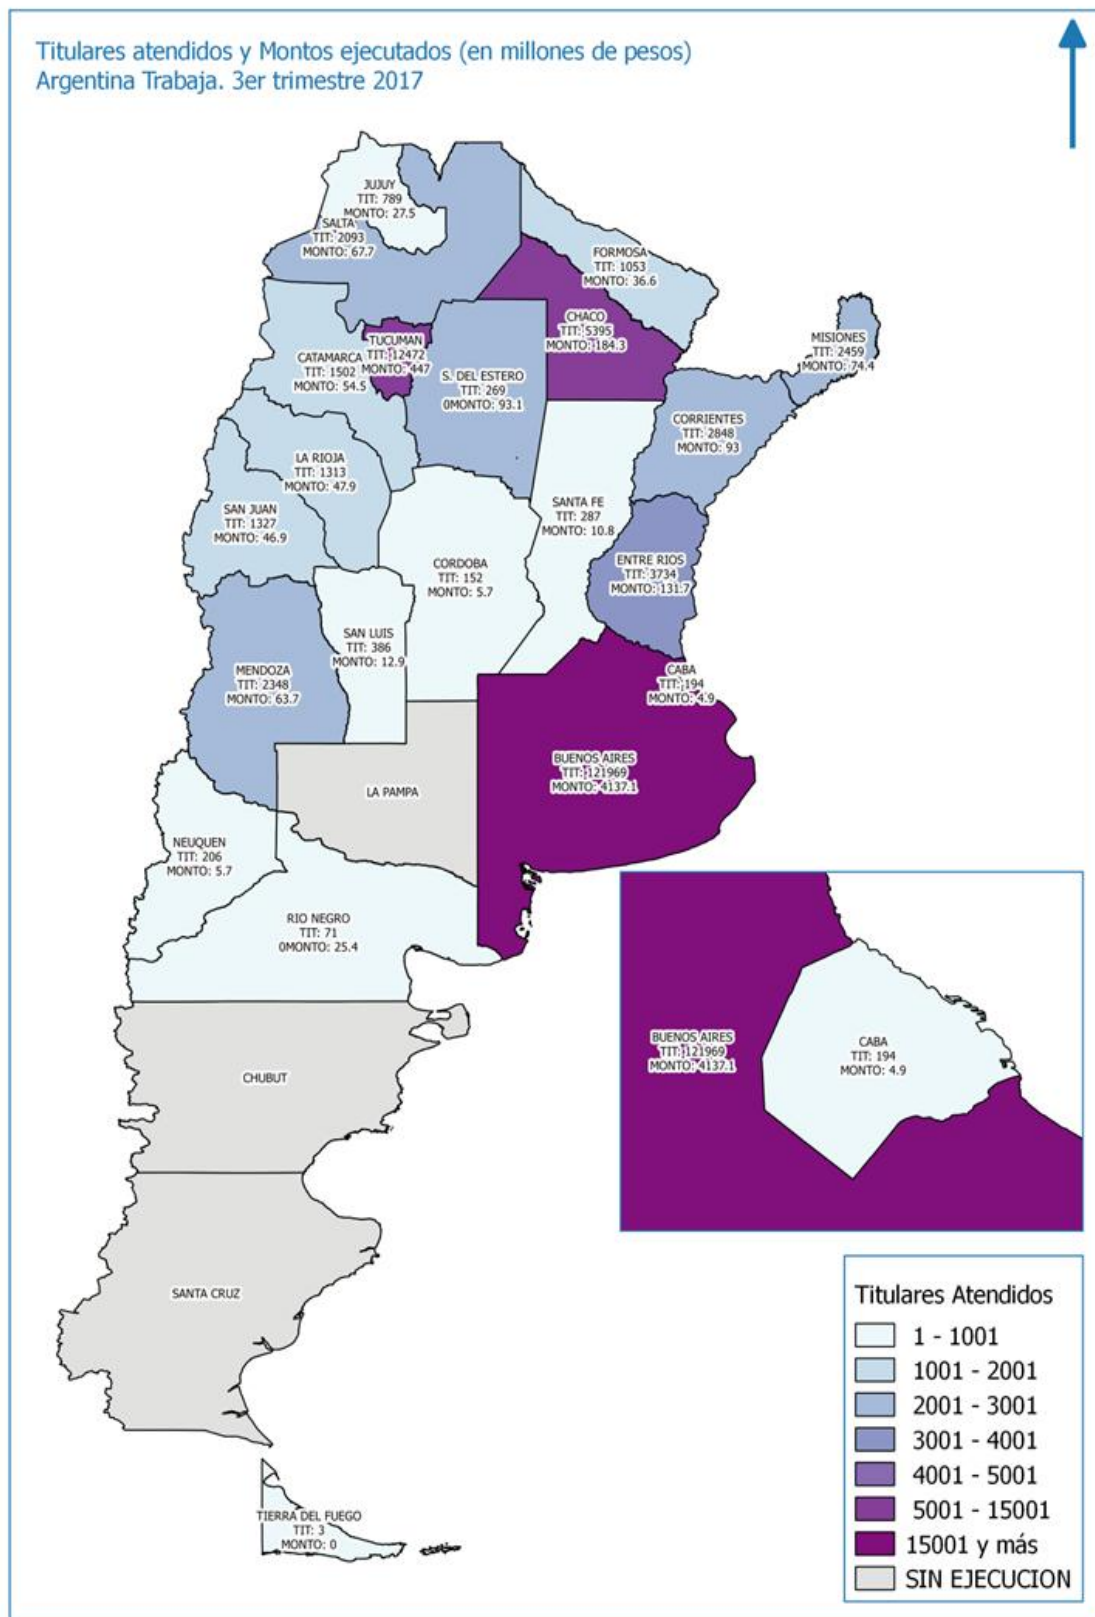 Titulares atendidos y Montos ejecutados (en millones de pesos)
Argentina Trabaja. 3er trimestre 2017
JUJUY
TIT: 789
MONTO: 27.5
SALTA
TIT: 2093
MONTO: 67.7
FORMOSA
TIT: 1053
MONTO: 36.6
CHACO
TIT: 5395
MONTO: 184.3
MISIONES
TIT: 2459
MONTO: 74.4
TUCUMAN
TIT: 12472
MONTO: 447
CATAMARCA
TIT: 1502
MONTO: 54.5
S. DEL ESTERO
TIT: 269
0MONTO: 93.1
CORRIENTES
TIT: 2848
MONTO: 93
LA RIOJA
TIT: 1313
MONTO: 47.9
SAN JUAN
TIT: 1327
MONTO: 46.9
SANTA FE
TIT: 287
MONTO: 10.8
CORDOBA
TIT: 152
MONTO: 5.7
ENTRE RIOS
TIT: 3734
MONTO: 131.7
SAN LUIS
TIT: 386
MONTO: 12.9
MENDOZA
TIT: 2348
MONTO: 63.7
CABA
TIT: 194
MONTO: 4.9
BUENOS AIRES
TIT: 121969
MONTO: 4137.1
LA PAMPA
NEUQUEN
TIT: 206
MONTO: 5.7
RIO NEGRO
TIT: 71
0MONTO: 25.4
CHUBUT
SANTA CRUZ
TIERRA DEL FUEGO
TIT: 3
MONTO: 0
BUENOS AIRES
TIT: 121969
MONTO: 4137.1
CABA
TIT: 194
MONTO: 4.9
Titulares Atendidos
1 - 1001
1001 - 2001
2001 - 3001
3001 - 4001
4001 - 5001
5001 - 15001
15001 y más
SIN EJECUCION